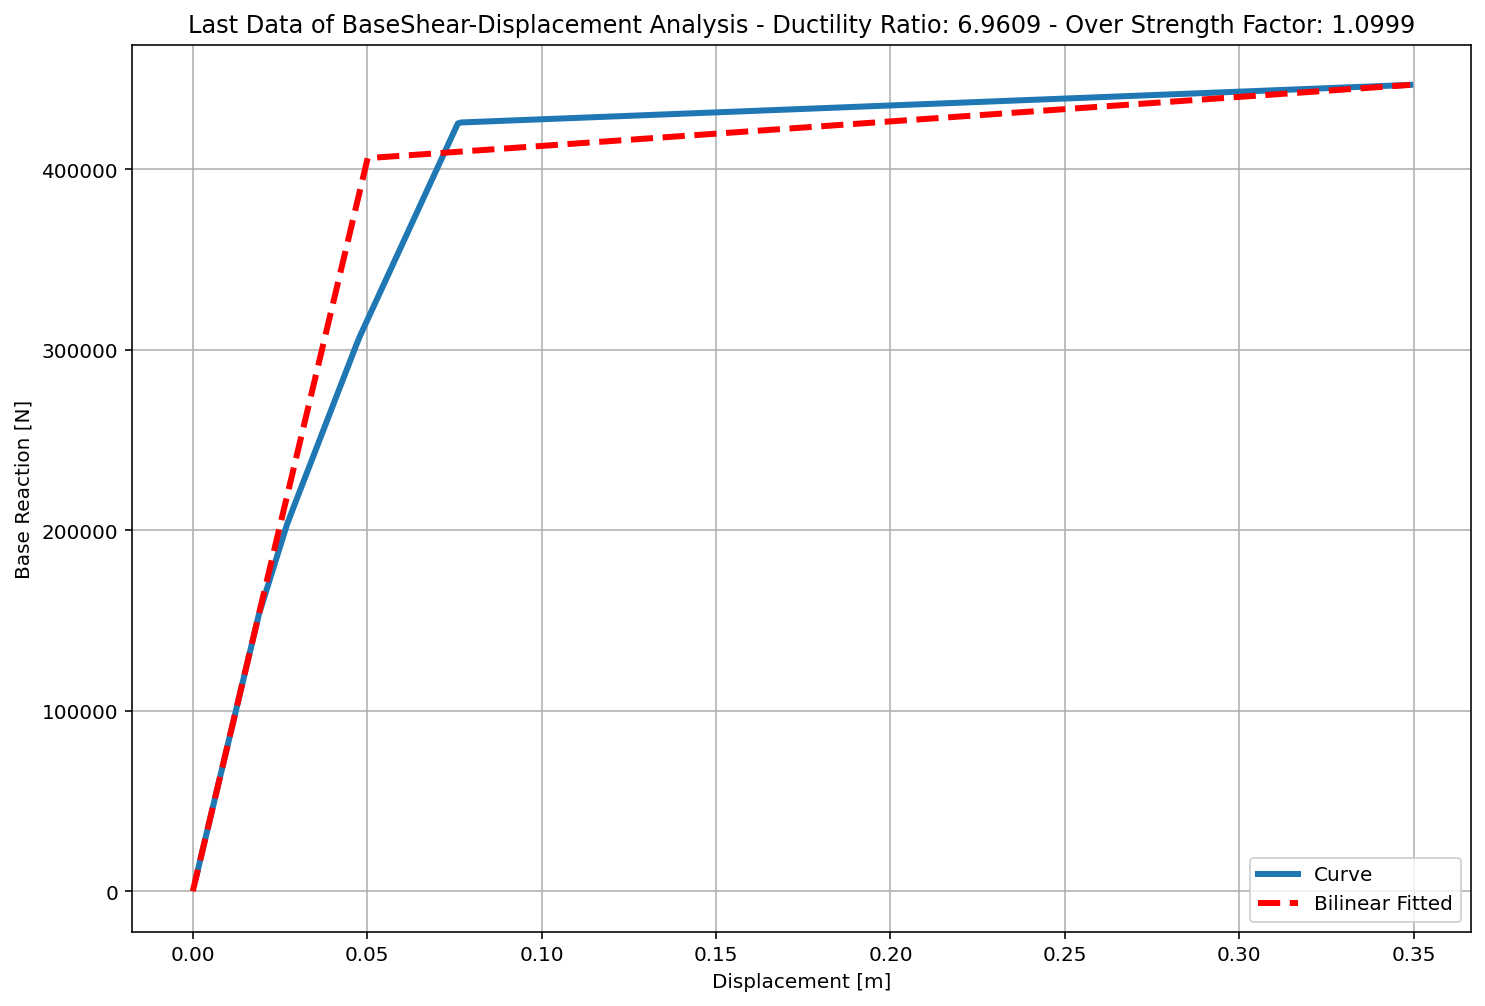 Last Data of BaseShear-Displacement Analysis - Ductility Ratio: 6.9609 - Over Strength Factor: 1.0999
Base Reaction [N]
400000
300000
200000
100000
0
0.00 0.05 0.10 0.15 0.20 0.25 0.30 0.35
Displacement [m]
Curve
Bilinear Fitted